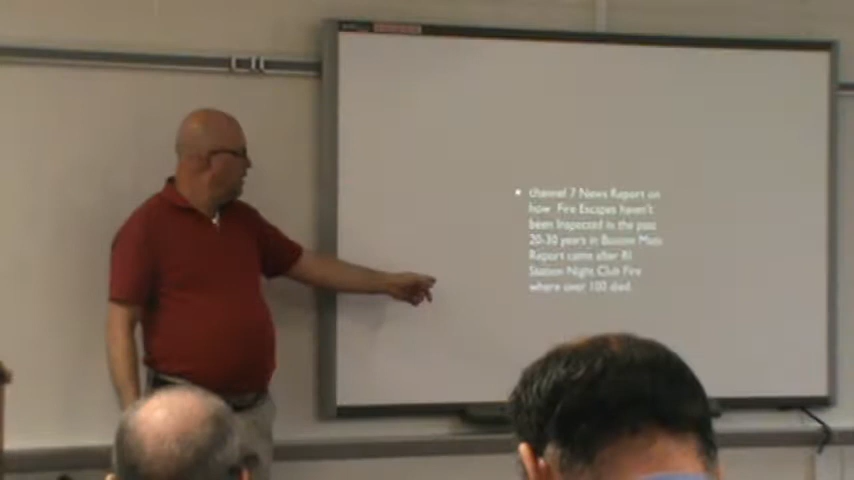 channel 7 News Report on
how Fire Escapes haven't
been Inspected in the past
20-30 years in Boston Mass
Report came after RI
Station Night Club Fire
where over 100 died.